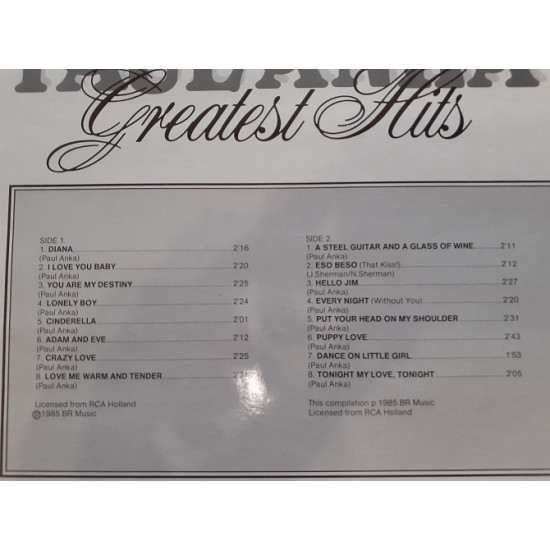 PAUL ANKA
Greatest Hits
SIDE 1.
1. DIANA 2'16
(Paul Anka)
2. I LOVE YOU BABY 2'20
(Paul Anka)
3. YOU ARE MY DESTINY 2'25
(Paul Anka)
4. LONELY BOY 2'24
(Paul Anka)
5. CINDERELLA 2'01
(Paul Anka)
6. ADAM AND EVE 2'12
(Paul Anka)
7. CRAZY LOVE 2'25
(Paul Anka)
8. LOVE ME WARM AND TENDER
(Paul Anka)
Licensed from RCA Holland
©1985 BR Music
SIDE 2.
1. A STEEL GUITAR AND A GLASS OF WINE 2'11
(Paul Anka)
2. ESO BESO (That Kiss!) 2'12
(J.Sherman/N.Sherman)
3. HELLO JIM 2'27
(Paul Anka)
4. EVERY NIGHT (Without You) 2'20
(Paul Anka)
5. PUT YOUR HEAD ON MY SHOULDER 2'31
(Paul Anka)
6. PUPPY LOVE 2'43
(Paul Anka)
7. DANCE ON LITTLE GIRL 1'53
(Paul Anka)
8. TONIGHT MY LOVE, TONIGHT 2'05
(Paul Anka)
This compilation p 1985 BR Music
Licensed from RCA Holland